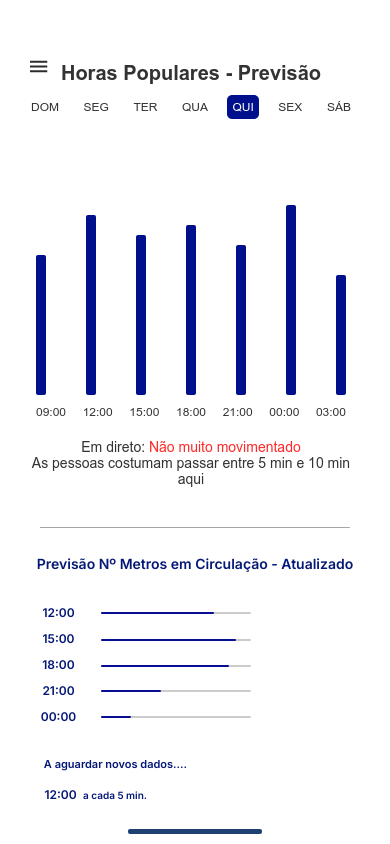 Horas Populares - Previsão
DOM SEG TER QUA QUI SEX SÁB
09:00 12:00 15:00 18:00 21:00 00:00 03:00
Em direto: Não muito movimentado
As pessoas costumam passar entre 5 min e 10 min
aqui
Previsão Nº Metros em Circulação - Atualizado
12:00
15:00
18:00
21:00
00:00
A aguardar novos dados....
12:00 a cada 5 min.